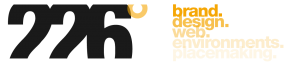 226°
brand.
design.
web.
environments.
placemaking.